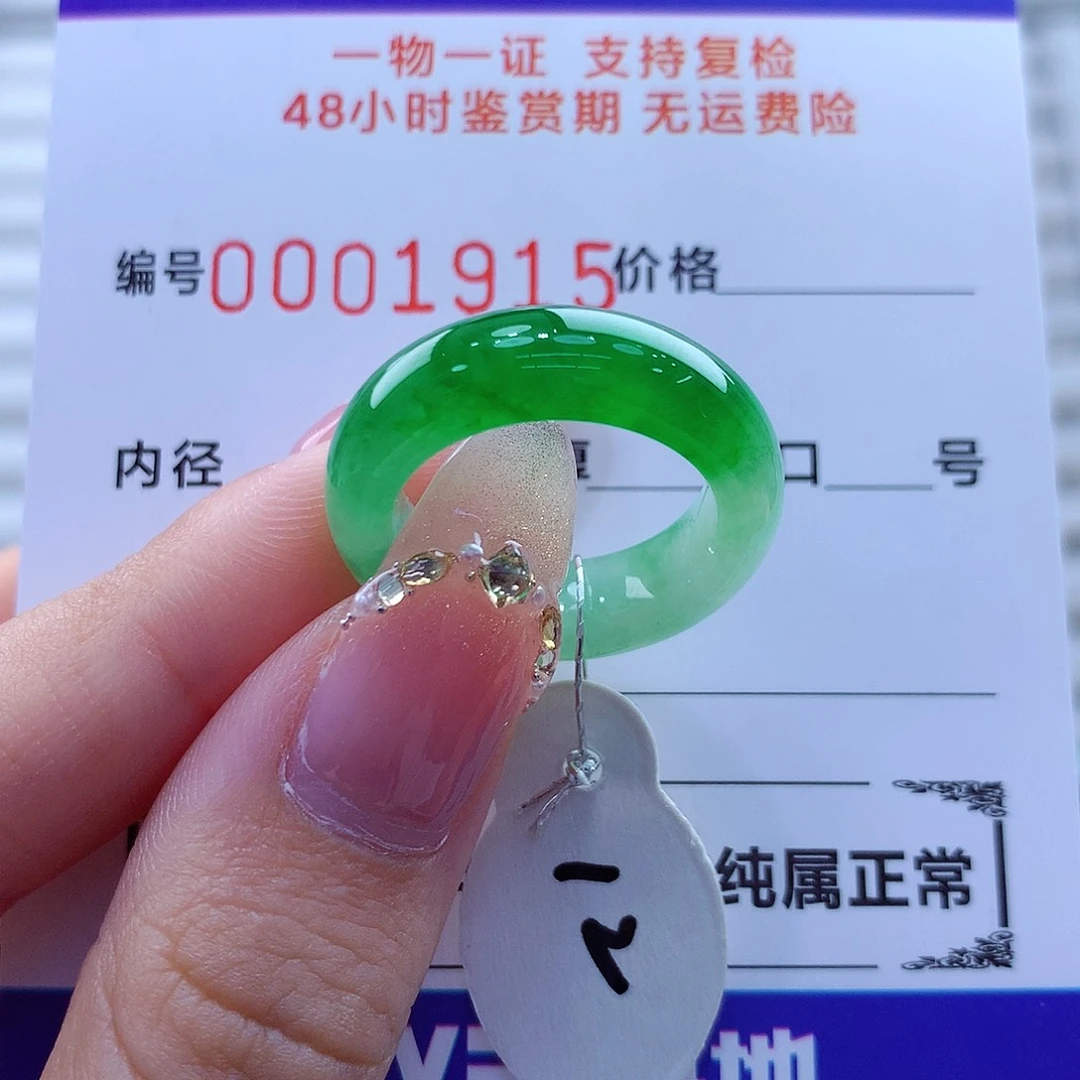 一物一证 支持复检
48小时鉴赏期 无运费险
编号0001915价格
内径 口 号
纯属正常